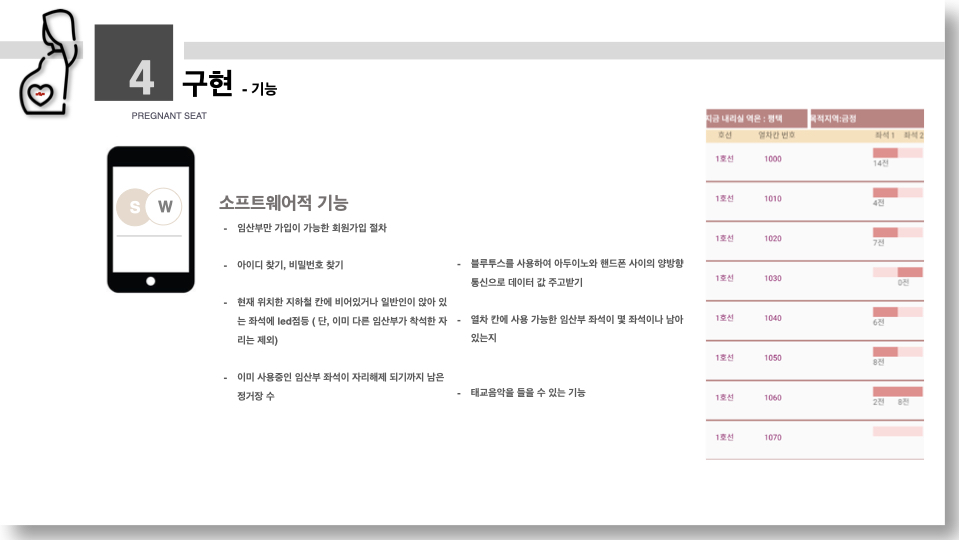 4
구현 - 기능
PREGNANT SEAT
S W
소프트웨어적 기능
- 임산부만 가입이 가능한 회원가입 절차
- 아이디 찾기, 비밀번호 찾기
- 현재 위치한 지하철 칸에 비어있거나 일반인이 앉아 있
는 좌석에 led점등 ( 단, 이미 다른 임산부가 착석한 자
리는 제외)
- 이미 사용중인 임산부 좌석이 자리해제 되기까지 남은
정거장 수
- 블루투스를 사용하여 아두이노와 핸드폰 사이의 양방향
통신으로 데이터 값 주고받기
- 열차 칸에 사용 가능한 임산부 좌석이 몇 좌석이나 남아
있는지
- 태교음악을 들을 수 있는 기능
지금 내리실 역은 : 평택 목적지역:금정
호선 열차칸 번호 좌석 1 좌석 2
1호선 1000
14전
1호선 1010
4전
1호선 1020
7전
1호선 1030
0전
1호선 1040
6전
1호선 1050
8전
1호선 1060
2전 8전
1호선 1070